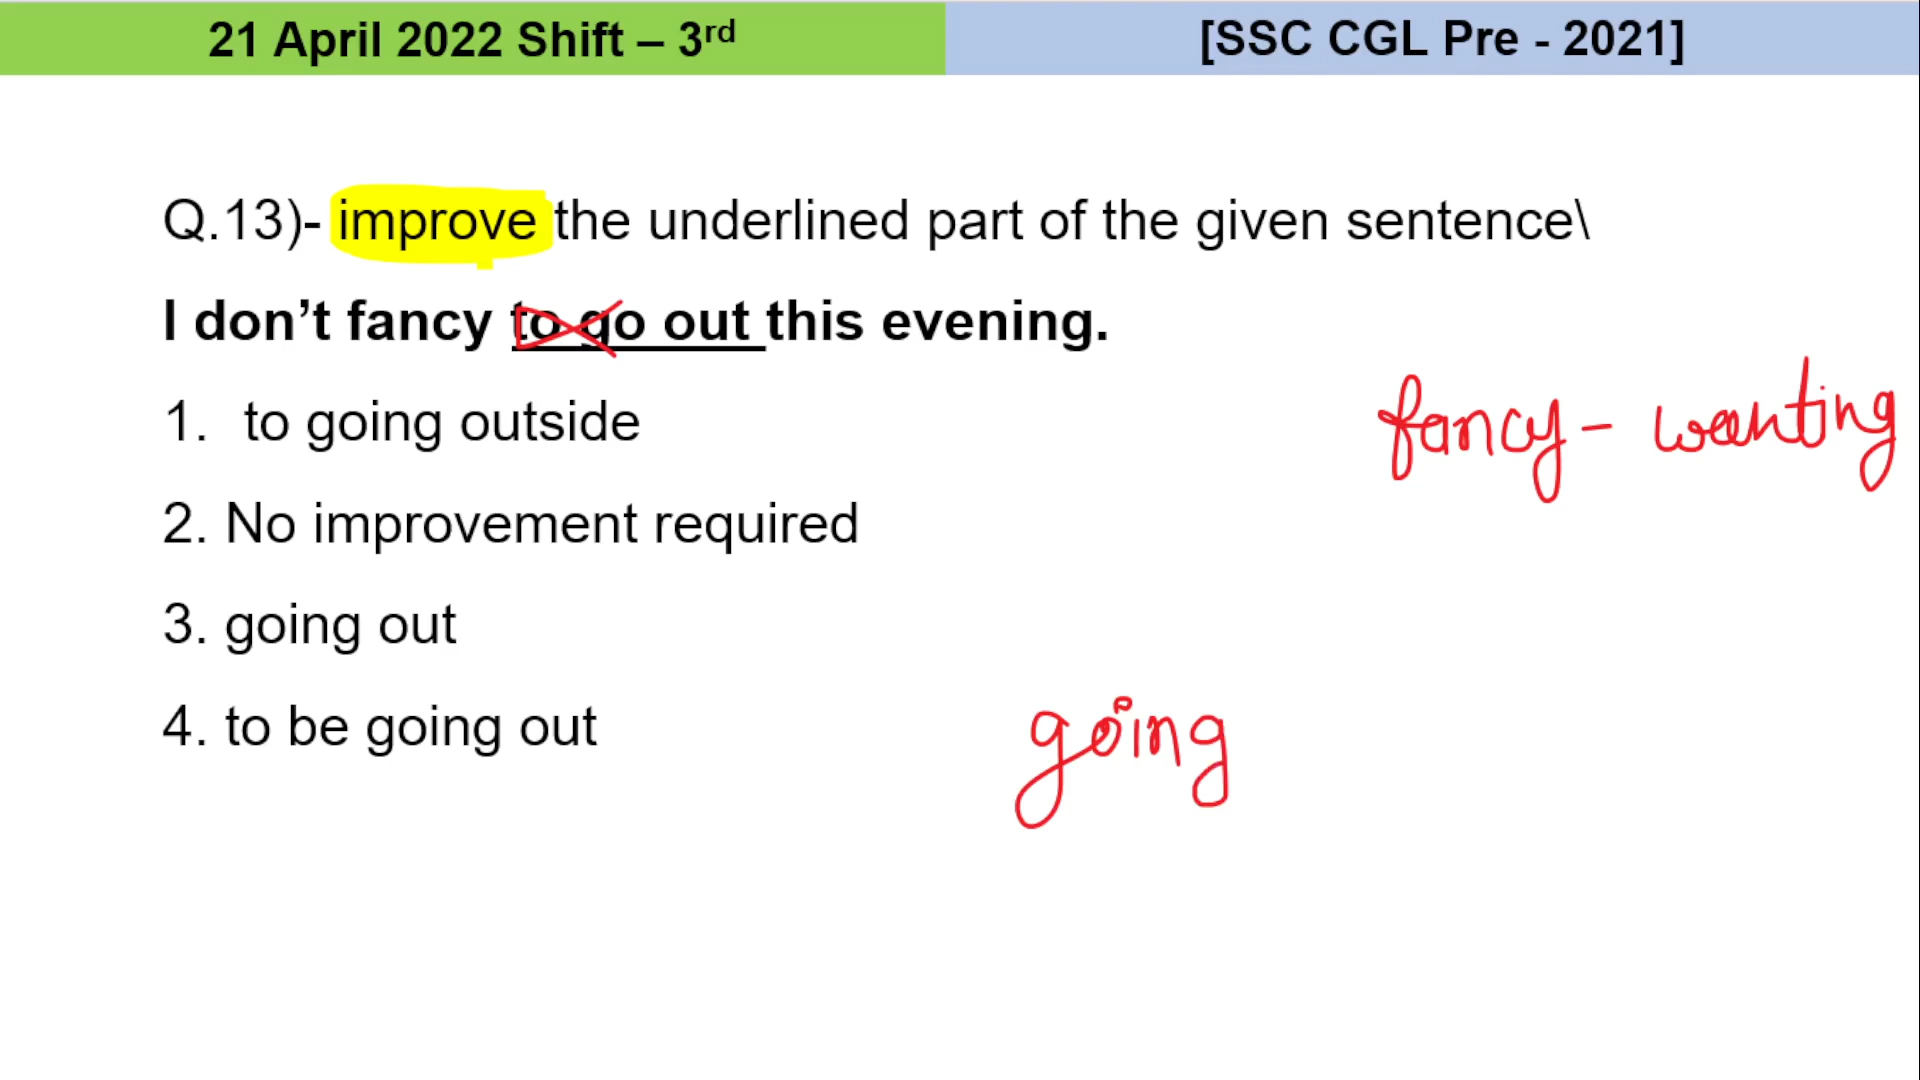 21 April 2022 Shift – 3rd
[SSC CGL Pre - 2021]
Q.13)- improve the underlined part of the given sentence\
I don’t fancy to go out this evening.
1. to going outside
fancy - wanting
2. No improvement required
3. going out
4. to be going out
going